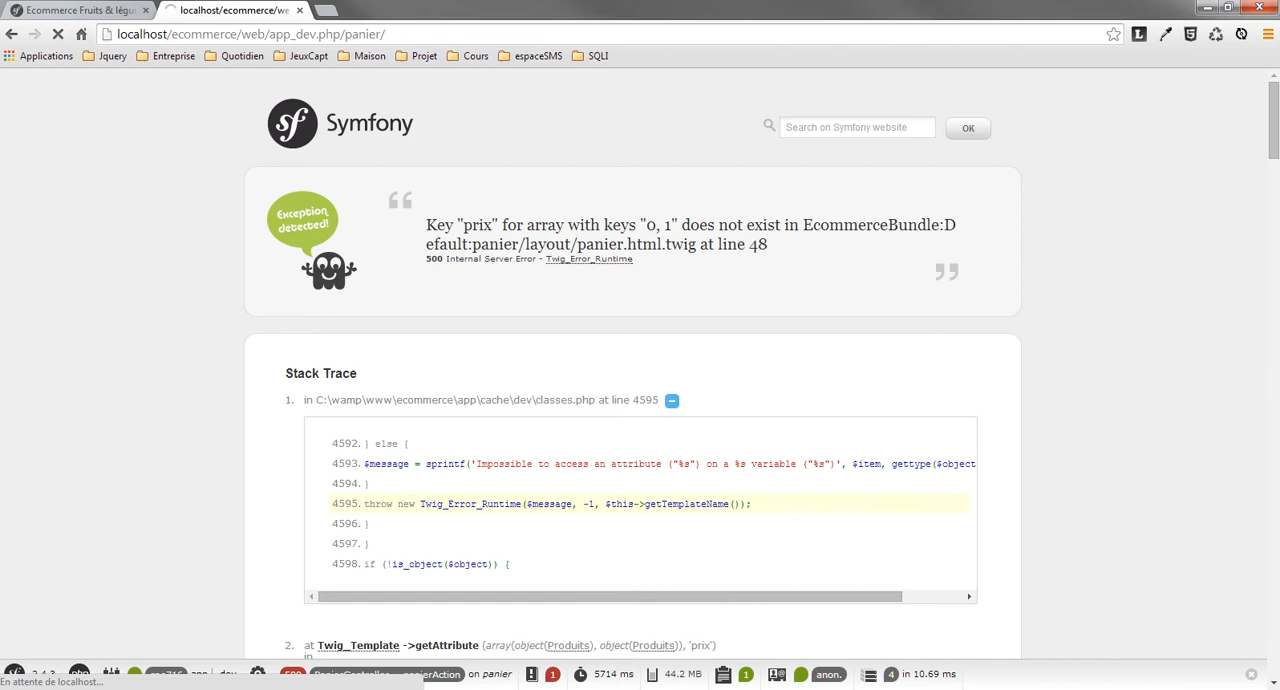 Ecommerce Fruits & légu
localhost/ecommerce/we
localhost/ecommerce/web/app_dev.php/panier/
Applications Jquery Entreprise Quotidien JeuxCapt Maison Projet Cours espaceSMS SQLI
sf Symfony
Search on Symfony website
OK
Exception
detected!
Key "prix" for array with keys "0, 1" does not exist in EcommerceBundle:D
efault:panier/layout/panier.html.twig at line 48
500 Internal Server Error - Twig_Error_Runtime
Stack Trace
1. in C:\wamp\www\ecommerce\app\cache\dev\classes.php at line 4595
4592. } else {
4593. $message = sprintf('Impossible to access an attribute ("%s") on a %s variable ("%s")', $item, gettype($object
4594. }
4595. throw new Twig_Error_Runtime($message, -1, $this->getTemplateName());
4596. }
4597. }
4598. if (!is_object($object)) {
2. at Twig_Template ->getAttribute (array(object(Produits), object(Produits)), 'prix')
in
on panier 1 5714 ms 44.2 MB 1 anon. 4 in 10.69 ms
En attente de localhost...